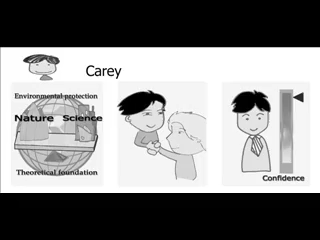 Carey
Environmental protection
Nature Science
Theoretical foundation
Confidence